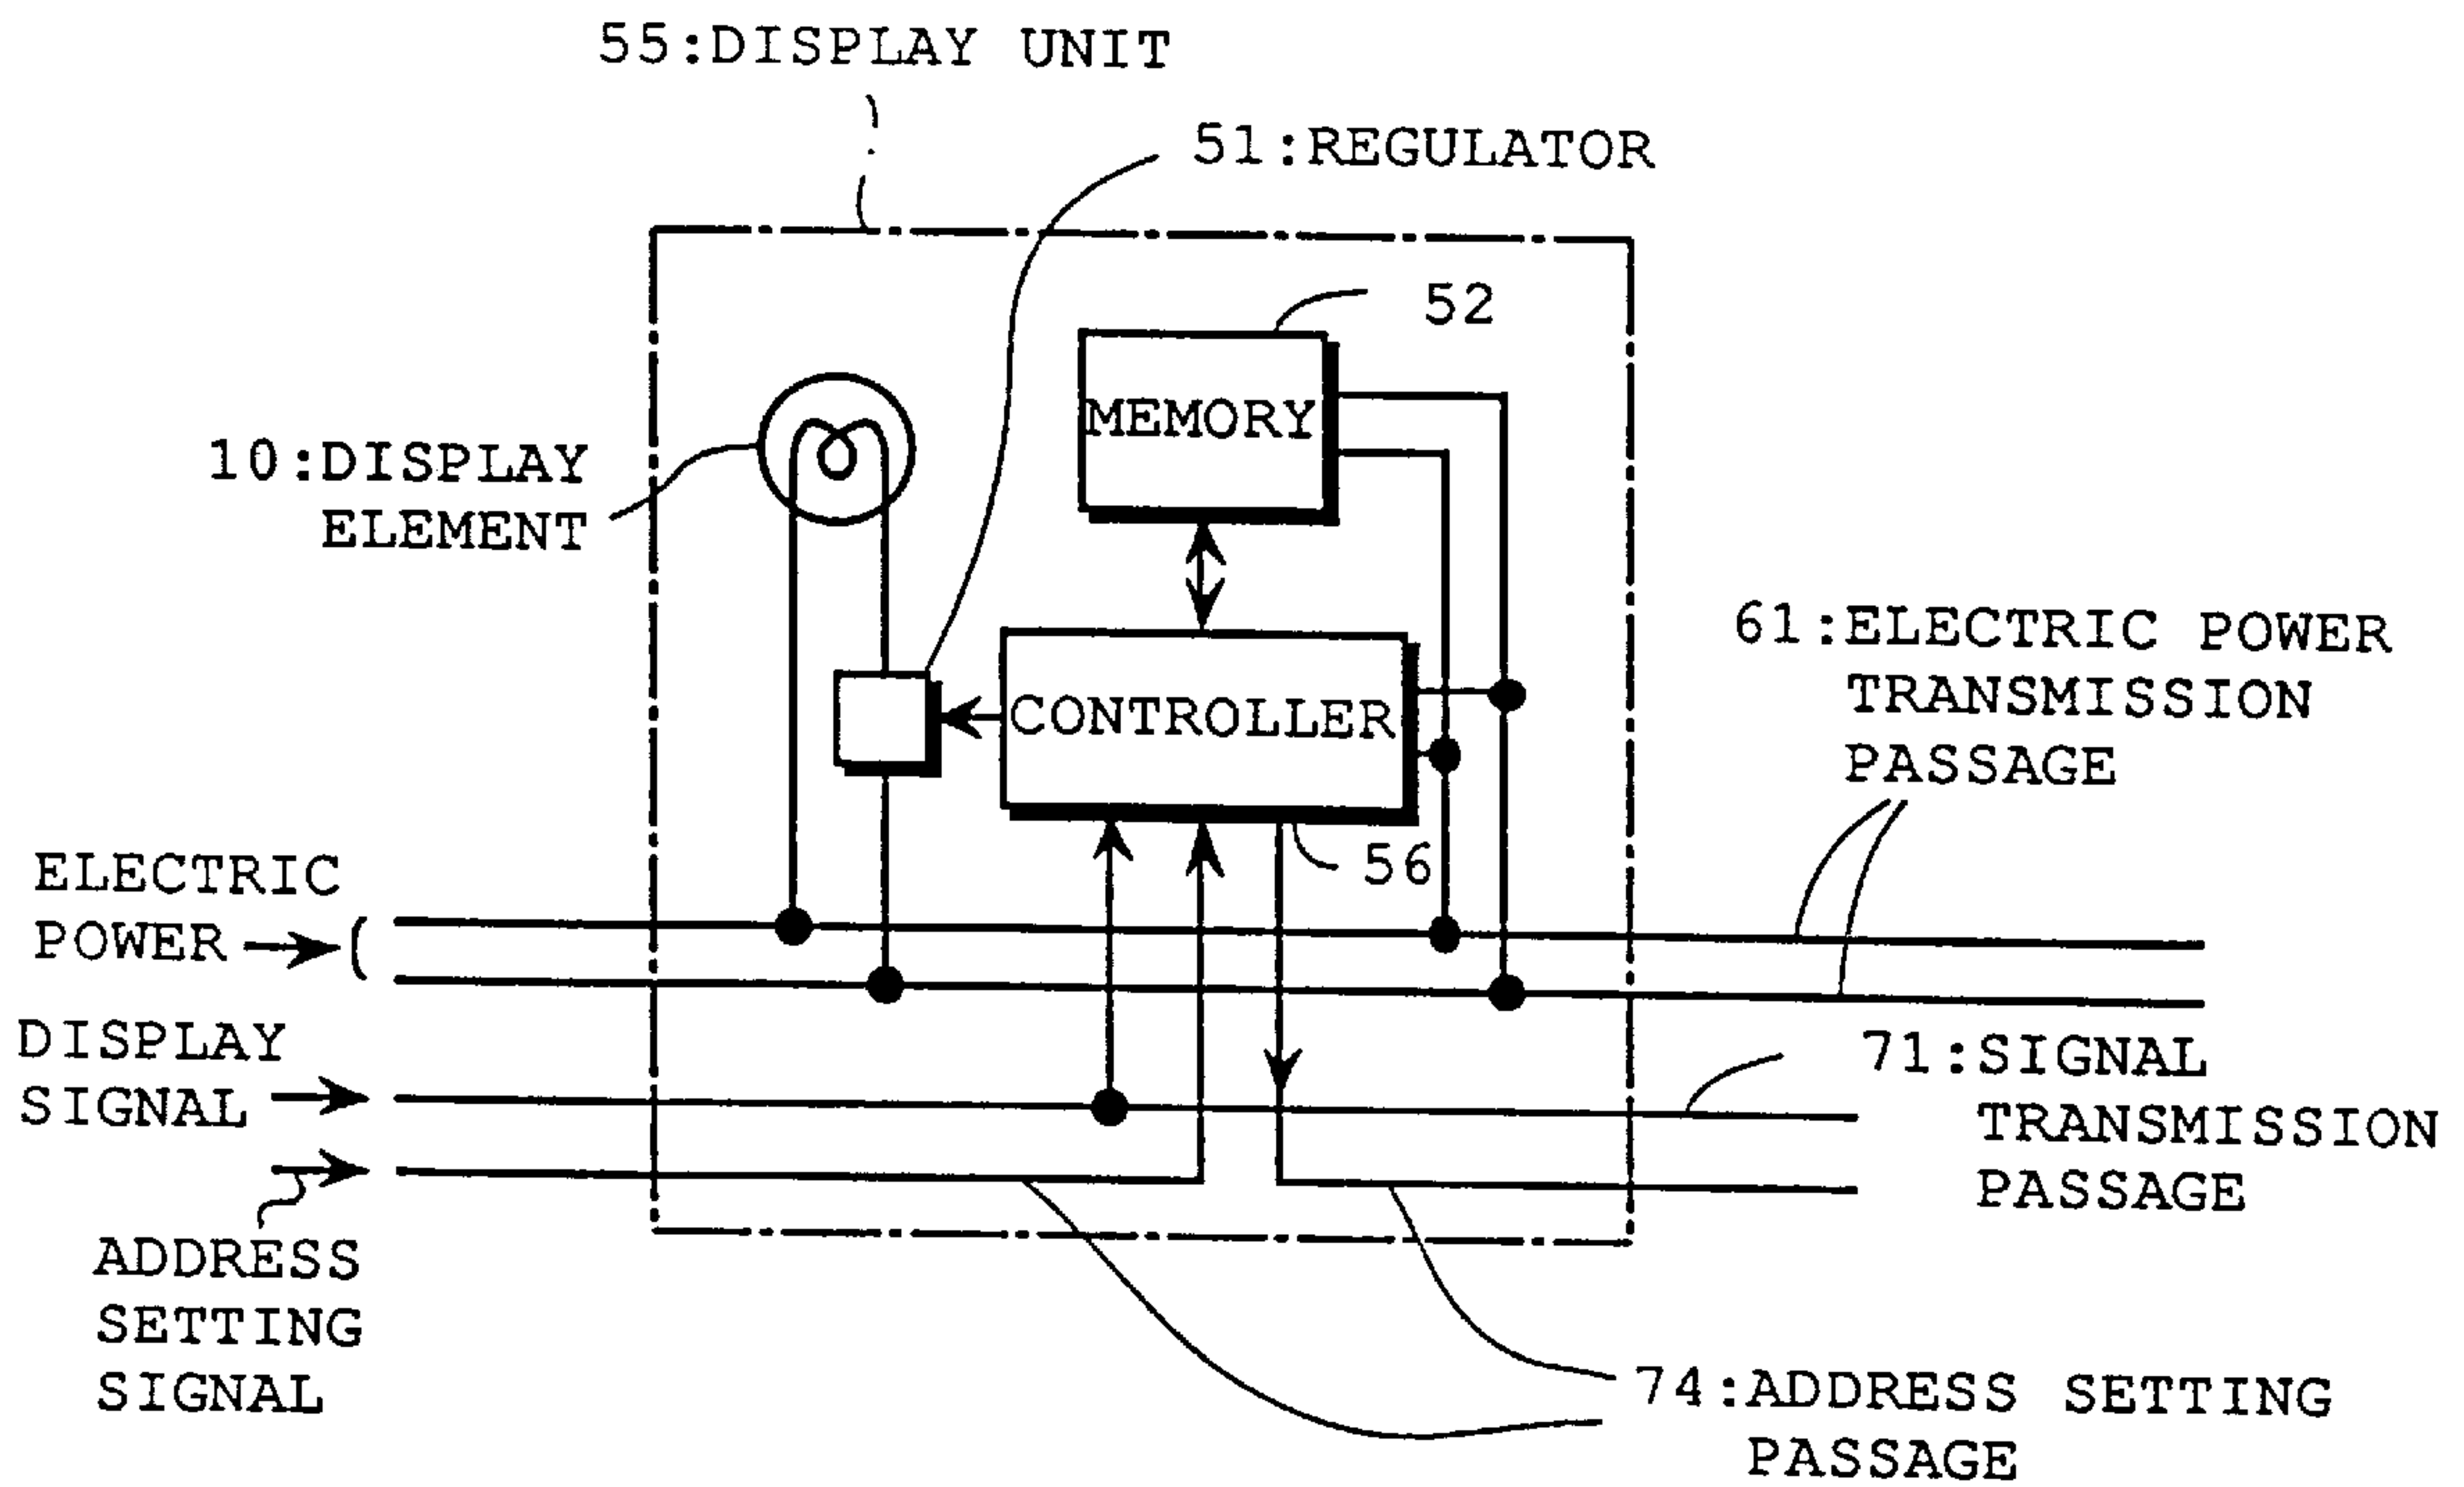 55:DISPLAY UNIT
51:REGULATOR
52
MEMORY
10:DISPLAY
ELEMENT
61:ELECTRIC POWER
TRANSMISSION
PASSAGE
CONTROLLER
56
ELECTRIC
POWER
DISPLAY
SIGNAL
71:SIGNAL
TRANSMISSION
PASSAGE
ADDRESS
SETTING
SIGNAL
74:ADDRESS SETTING
PASSAGE